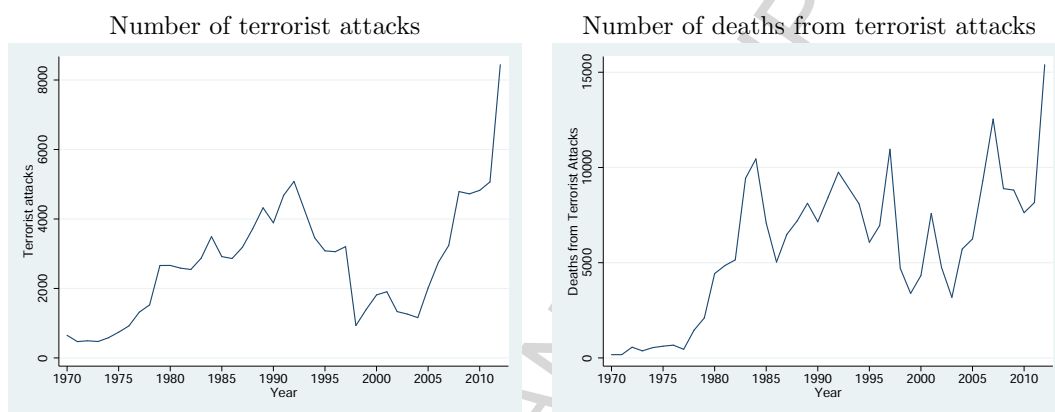 Number of terrorist attacks
Terrorist attacks
8000
6000
4000
2000
0
1970 1975 1980 1985 1990 1995 2000 2005 2010
Year
Number of deaths from terrorist attacks
Deaths from Terrorist Attacks
15000
10000
5000
0
1970 1975 1980 1985 1990 1995 2000 2005 2010
Year